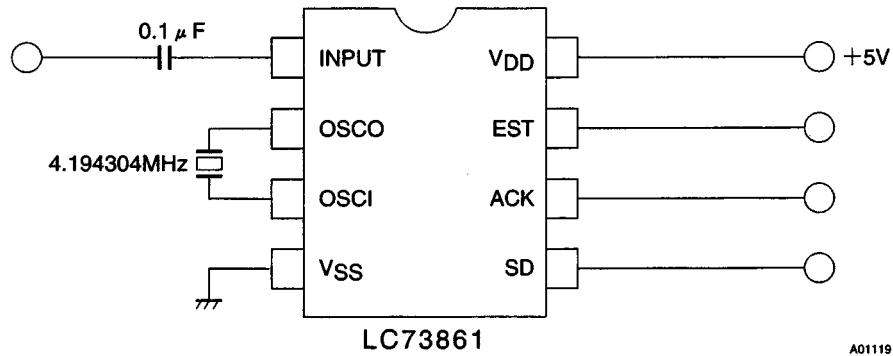 0.1 μF
INPUT VDD +5V
OSCO EST
4.194304MHz
OSCI ACK
VSS SD
LC73861
A01119